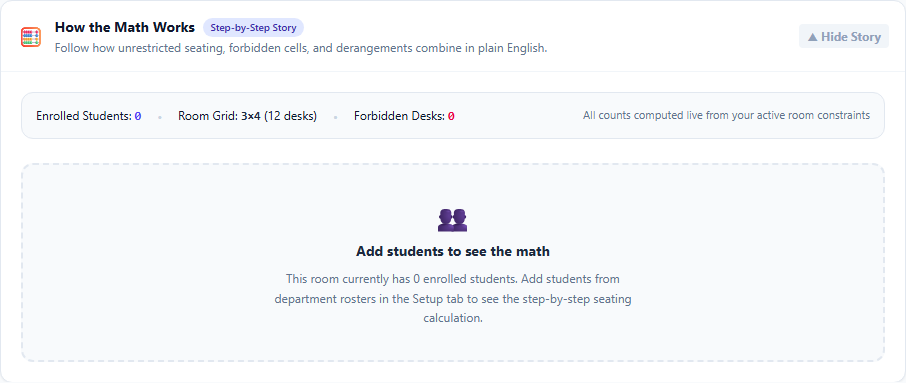 How the Math Works Step-by-Step Story
Follow how unrestricted seating, forbidden cells, and derangements combine in plain English.
▲ Hide Story
Enrolled Students: 0 • Room Grid: 3×4 (12 desks) • Forbidden Desks: 0 All counts computed live from your active room constraints
Add students to see the math
This room currently has 0 enrolled students. Add students from
department rosters in the Setup tab to see the step-by-step seating
calculation.